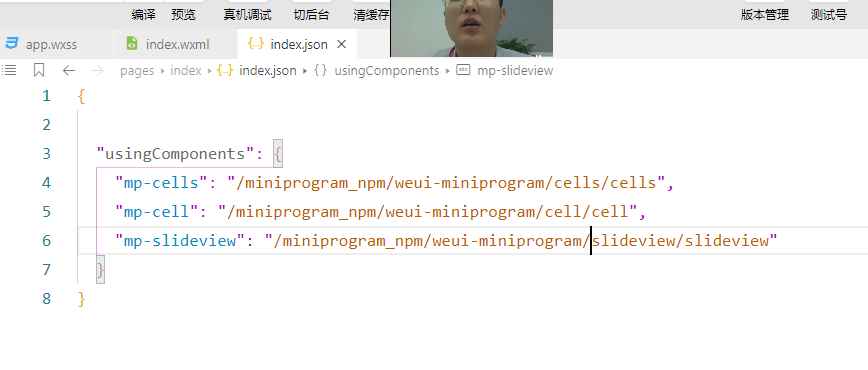 编译 预览 真机调试 切后台 清缓存 版本管理 测试号
app.wxss index.wxml {..} index.json ×
pages › index › {..} index.json › {} usingComponents › abc mp-slideview
1 {
2
3 "usingComponents": {
4 "mp-cells": "/miniprogram_npm/weui-miniprogram/cells/cells",
5 "mp-cell": "/miniprogram_npm/weui-miniprogram/cell/cell",
6 "mp-slideview": "/miniprogram_npm/weui-miniprogram/slideview/slideview"
7 }
8 }